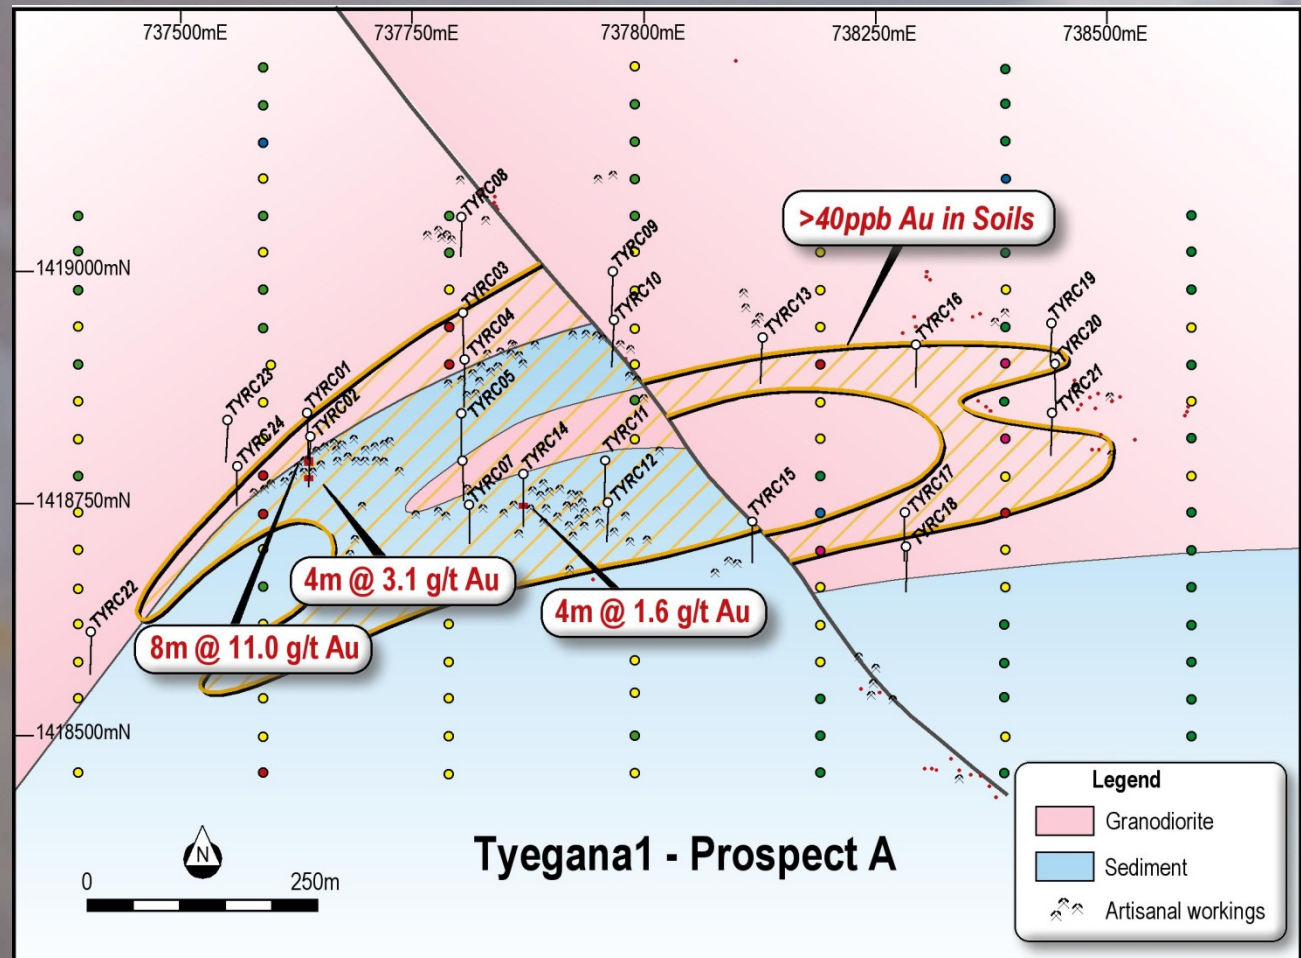 737500mE 737750mE 737800mE 738250mE 738500mE
TYRC08
>40ppb Au in Soils
TYRC09
1419000mN
TYRC03
TYRC10
TYRC04
TYRC13
TYRC16
TYRC19
TYRC20
TYRC23
TYRC01
TYRC05
TYRC21
TYRC24
TYRC02
TYRC14
TYRC11
1418750mN
TYRC07
TYRC12
TYRC15
TYRC17
TYRC18
4m @ 3.1 g/t Au
4m @ 1.6 g/t Au
TYRC22
8m @ 11.0 g/t Au
1418500mN
Legend
Granodiorite
Sediment
Artisanal workings
N
Tyegana1 - Prospect A
0 250m